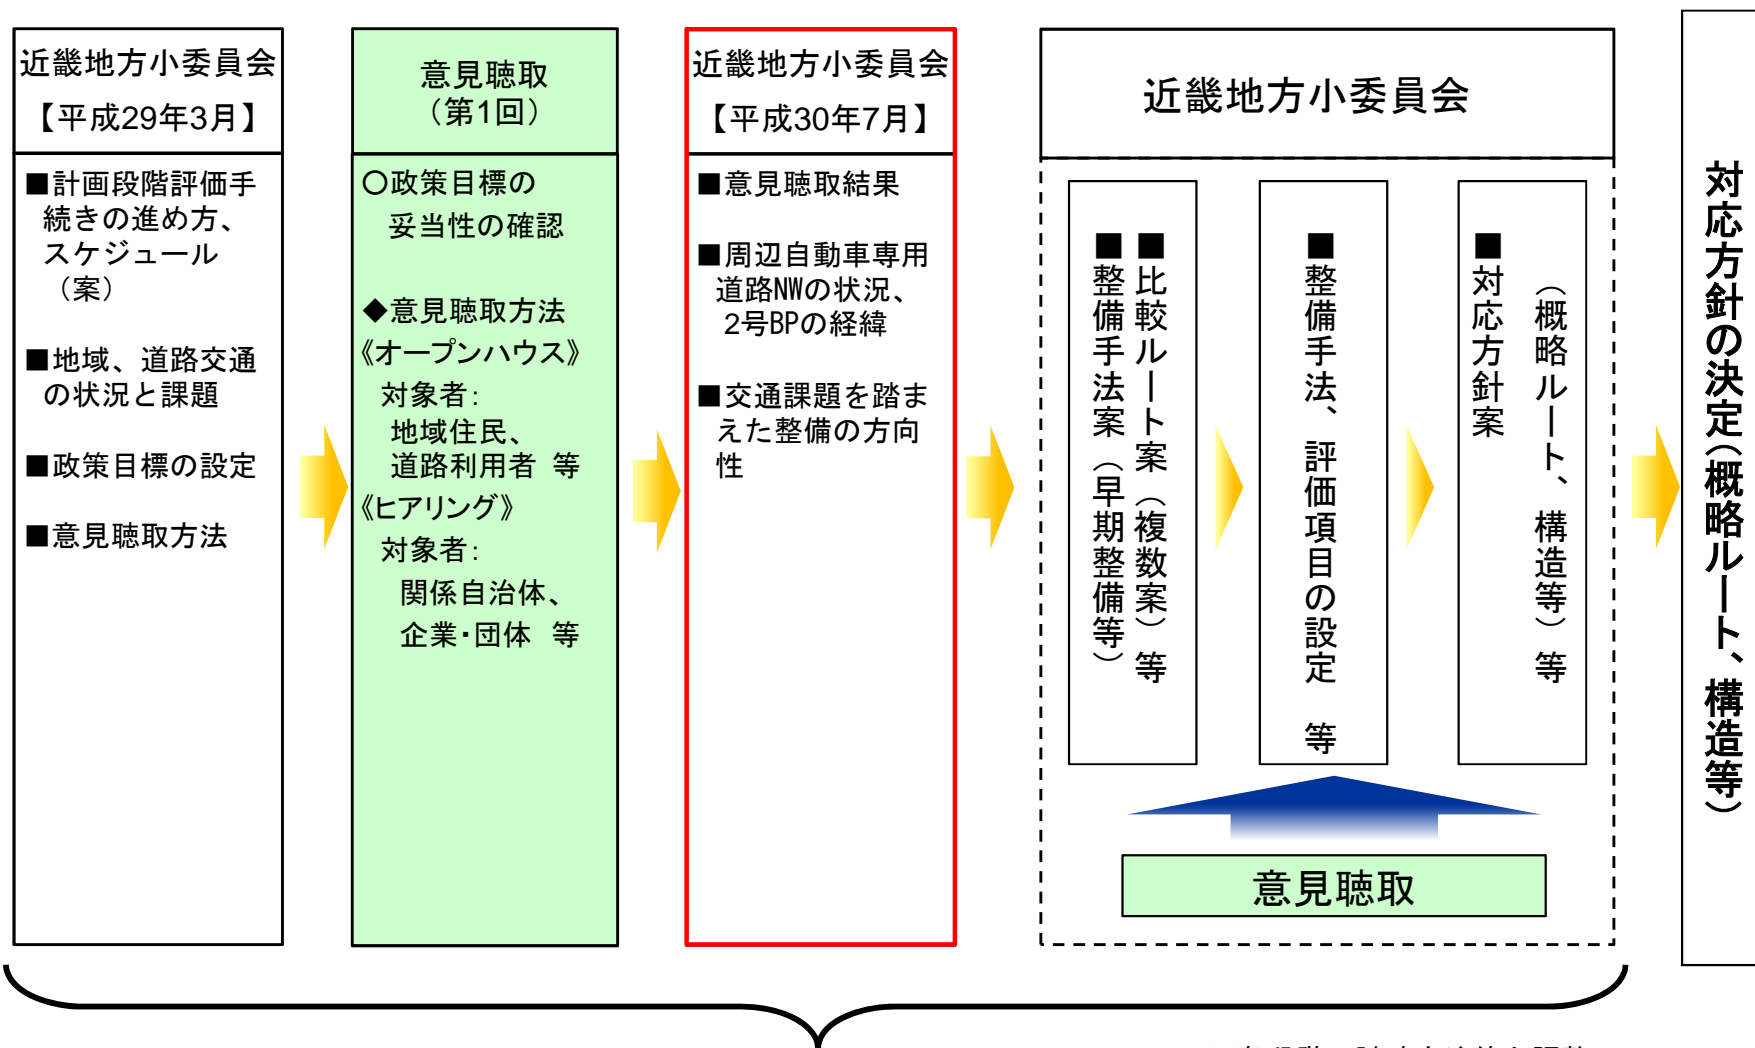 近畿地方小委員会
【平成29年3月】
■計画段階評価手
続きの進め方、
スケジュール
（案）
■地域、道路交通
の状況と課題
■政策目標の設定
■意見聴取方法
意見聴取
（第1回）
〇政策目標の
妥当性の確認
◆意見聴取方法
《オープンハウス》
対象者：
地域住民、
道路利用者　等
《ヒアリング》
対象者：
関係自治体、
企業・団体　等
近畿地方小委員会
【平成30年7月】
■意見聴取結果
■周辺自動車専用
道路NWの状況、
2号BPの経緯
■交通課題を踏ま
えた整備の方向
性
近畿地方小委員会
■比較ルート案（複数案）等
■整備手法案（早期整備等）
■整備手法、評価項目の設定　等
■対応方針案
（概略ルート、構造等）等
意見聴取
対応方針の決定（概略ルート、構造等）